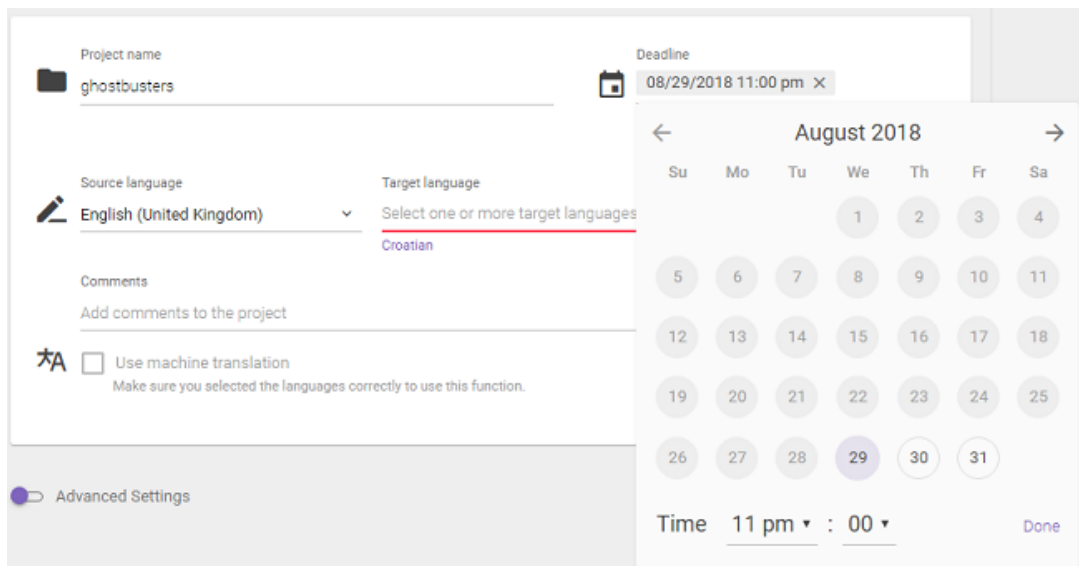 Project name
ghostbusters
Deadline
08/29/2018 11:00 pm ×
Source language
English (United Kingdom)
Target language
Select one or more target languages
Croatian
Comments
Add comments to the project
Use machine translation
Make sure you selected the languages correctly to use this function.
Advanced Settings
August 2018
Su Mo Tu We Th Fr Sa
1 2 3 4
5 6 7 8 9 10 11
12 13 14 15 16 17 18
19 20 21 22 23 24 25
26 27 28 29 30 31
Time 11 pm : 00
Done